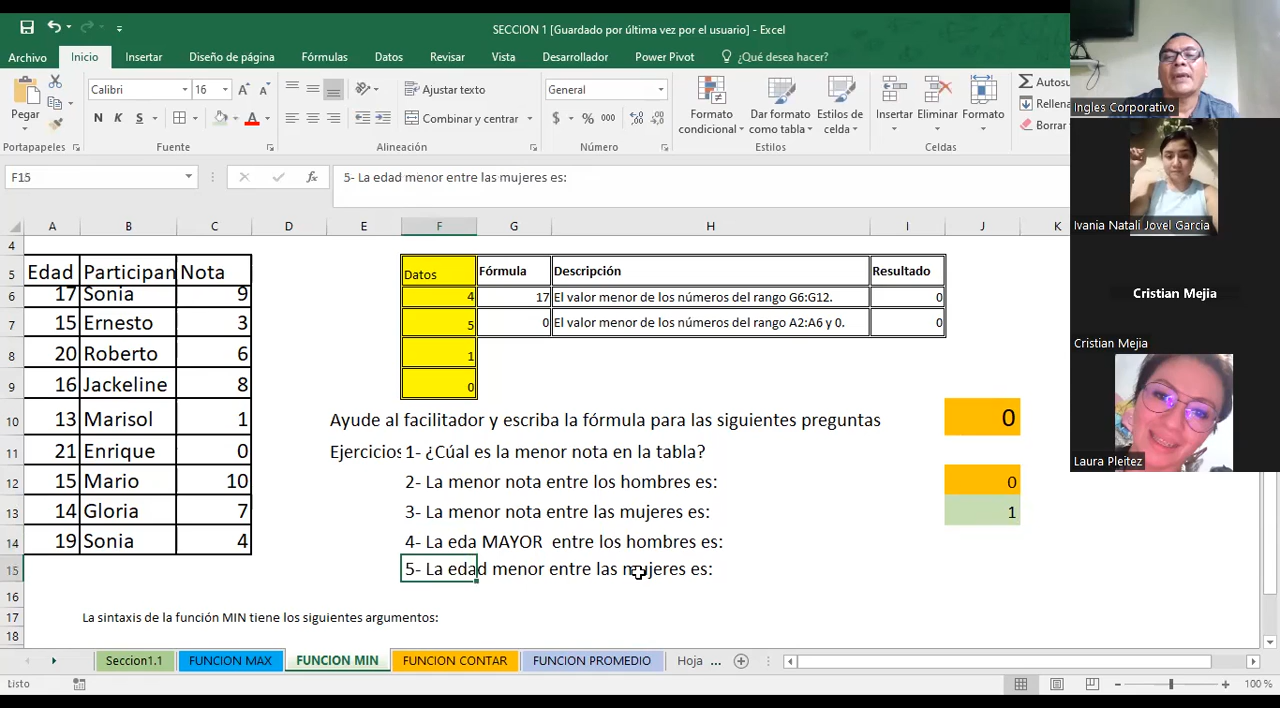 SECCION 1 [Guardado por última vez por el usuario] - Excel
Archivo Inicio Insertar Diseño de página Fórmulas Datos Revisar Vista Desarrollador Power Pivot ¿Qué desea hacer?
Pegar
Calibri 16
N K S
Ajustar texto
Combinar y centrar
General
$ % 000
Formato condicional
Dar formato como tabla
Estilos de celda
Insertar Eliminar Formato
Autosu
Rellena
Borrar
Portapapeles Fuente Alineación Número Estilos Celdas
F15 fx 5- La edad menor entre las mujeres es:
A B C D E F G H I J K
4
5 Edad Participan Nota Datos Fórmula Descripción Resultado
6 17 Sonia 9 4 17 El valor menor de los números del rango G6:G12. 0
7 15 Ernesto 3 5 0 El valor menor de los números del rango A2:A6 y 0. 0
8 20 Roberto 6 1
9 16 Jackeline 8 0
10 13 Marisol 1 Ayude al facilitador y escriba la fórmula para las siguientes preguntas 0
11 21 Enrique 0 Ejercicios 1- ¿Cúal es la menor nota en la tabla?
12 15 Mario 10 2- La menor nota entre los hombres es: 0
13 14 Gloria 7 3- La menor nota entre las mujeres es: 1
14 19 Sonia 4 4- La eda MAYOR entre los hombres es:
15 5- La edad menor entre las mujeres es:
16
17 La sintaxis de la función MIN tiene los siguientes argumentos:
18
Seccion1.1 FUNCION MAX FUNCION MIN FUNCION CONTAR FUNCION PROMEDIO Hoja ...
Listo 100 %
Ingles Corporativo
Ivania Natali Jovel Garcia
Cristian Mejia
Cristian Mejia
Laura Pleitez